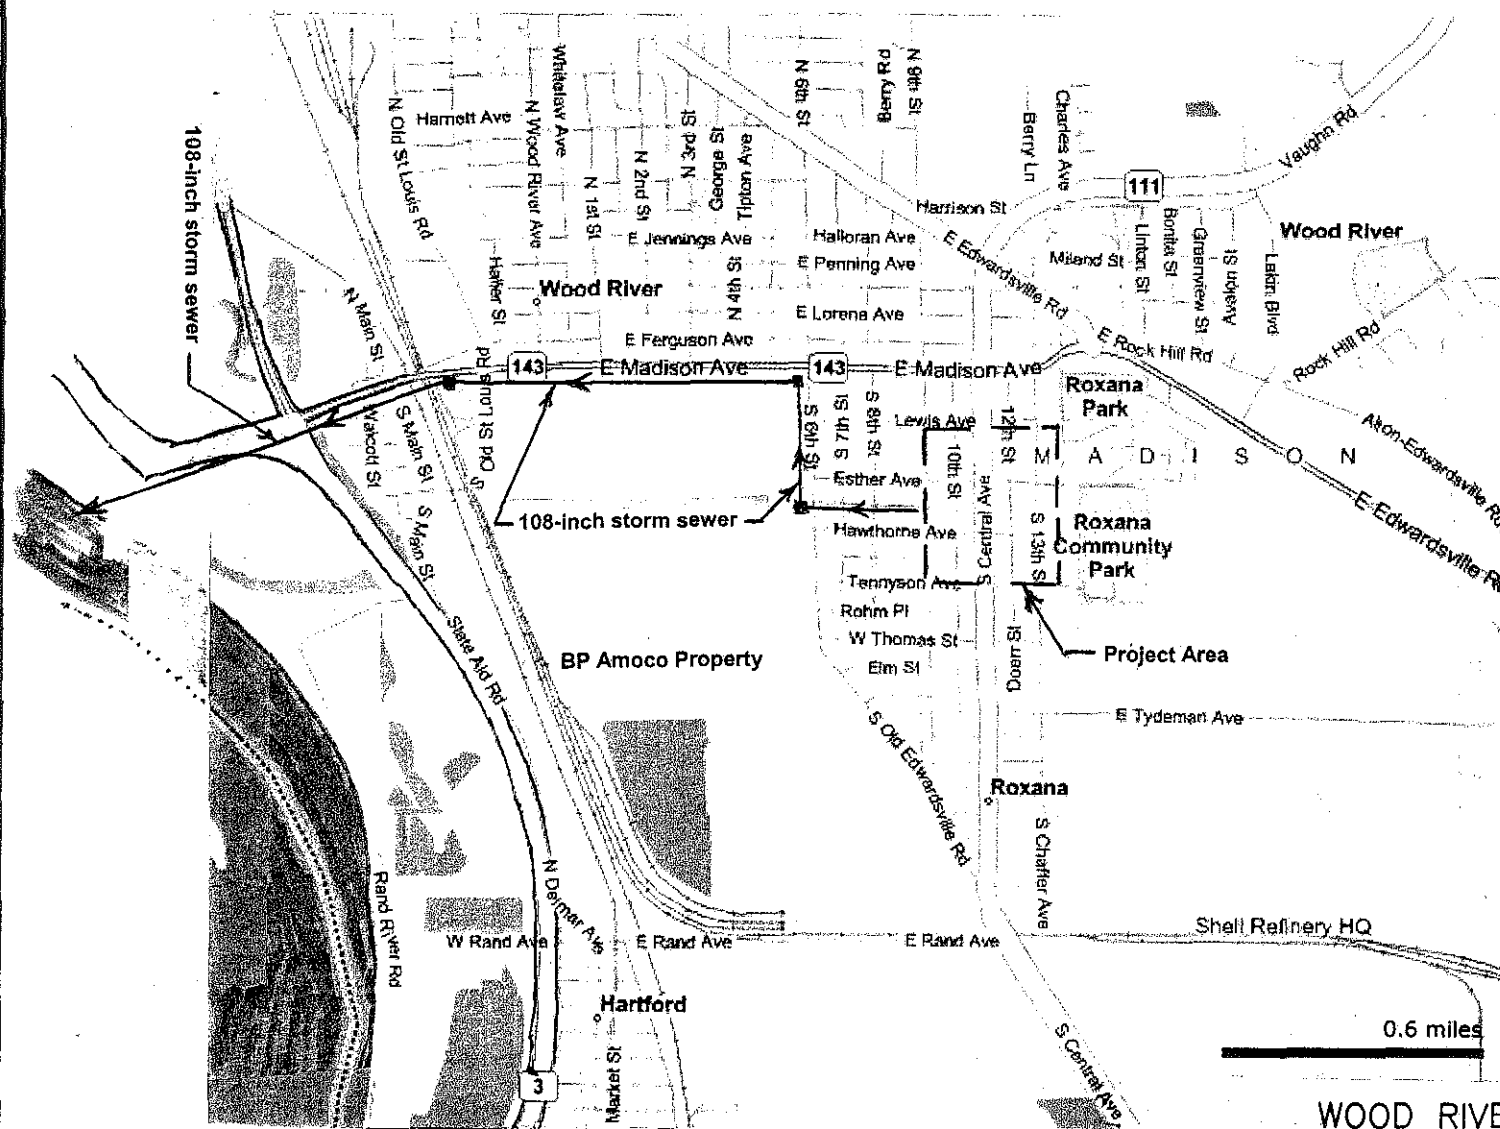 Harnett Ave
N Old St Louis Rd
N Wood River Ave
Whitelaw Ave
N 1st St
N 2nd St
N 3rd St
George St
Tipton Ave
N 6th St
Berry Rd
N 9th St
Berry Ln
Charles Ave
Vaughn Rd
111
108-inch storm sewer
Harrison St
Wood River
E Jennings Ave
Halloran Ave
E Penning Ave
E Edwardsville Rd
Miland St
Linton St
Bonita St
Greenview St
Lakin Blvd
Haller St
Wood River
N 4th St
E Lorena Ave
N Main St
E Ferguson Ave
E Rock Hill Rd
Rock Hill Rd
143
E Madison Ave
143
E Madison Ave
Roxana
Park
S Old St Louis Rd
Walcott St
S Main St
S 6th St
S 7th St
S 8th St
Lewis Ave
12th St
10th St
MADISON
Alton-Edwardsville Rd
Esther Ave
S Central Ave
E Edwardsville Rd
108-inch storm sewer
Hawthorne Ave
S 13th St
Roxana
Community
Park
S Main St
Tennyson Ave
Rohm Pl
W Thomas St
Elm St
Doerr St
Project Area
State Aid Rd
BP Amoco Property
E Tydeman Ave
S Old Edwardsville Rd
Roxana
S Chaffer Ave
Rand River Rd
N Delmar Ave
W Rand Ave
E Rand Ave
E Rand Ave
Shell Refinery HQ
Hartford
Market St
3
S Central Ave
0.6 miles
WOOD RIVE